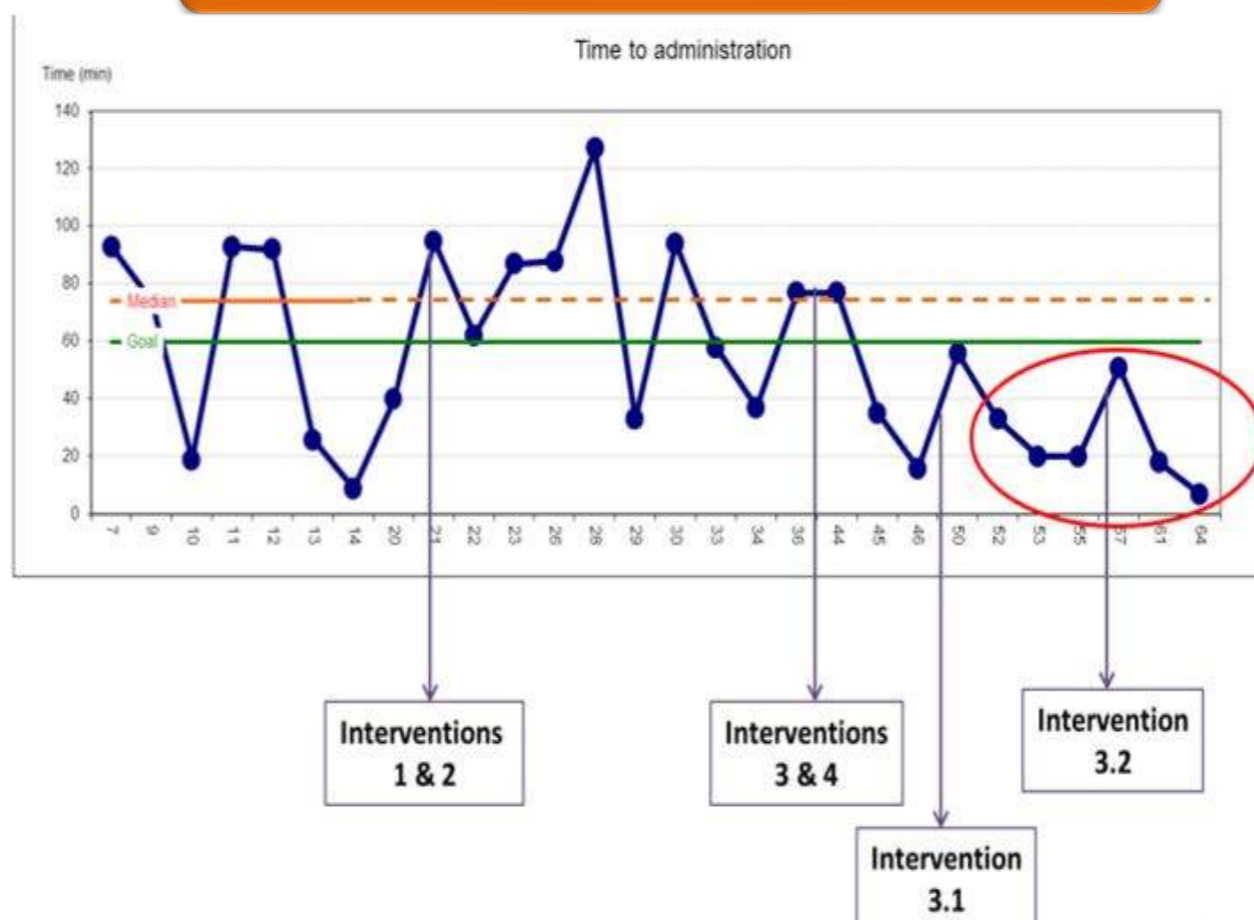 Time to administration
Time (min)
140
120
100
80
60
40
20
0
Median
Goal
7 9 10 11 12 13 14 20 21 22 23 26 28 29 30 33 34 36 44 45 46 50 52 53 55 57 61 64
Interventions
1 & 2
Interventions
3 & 4
Intervention
3.2
Intervention
3.1